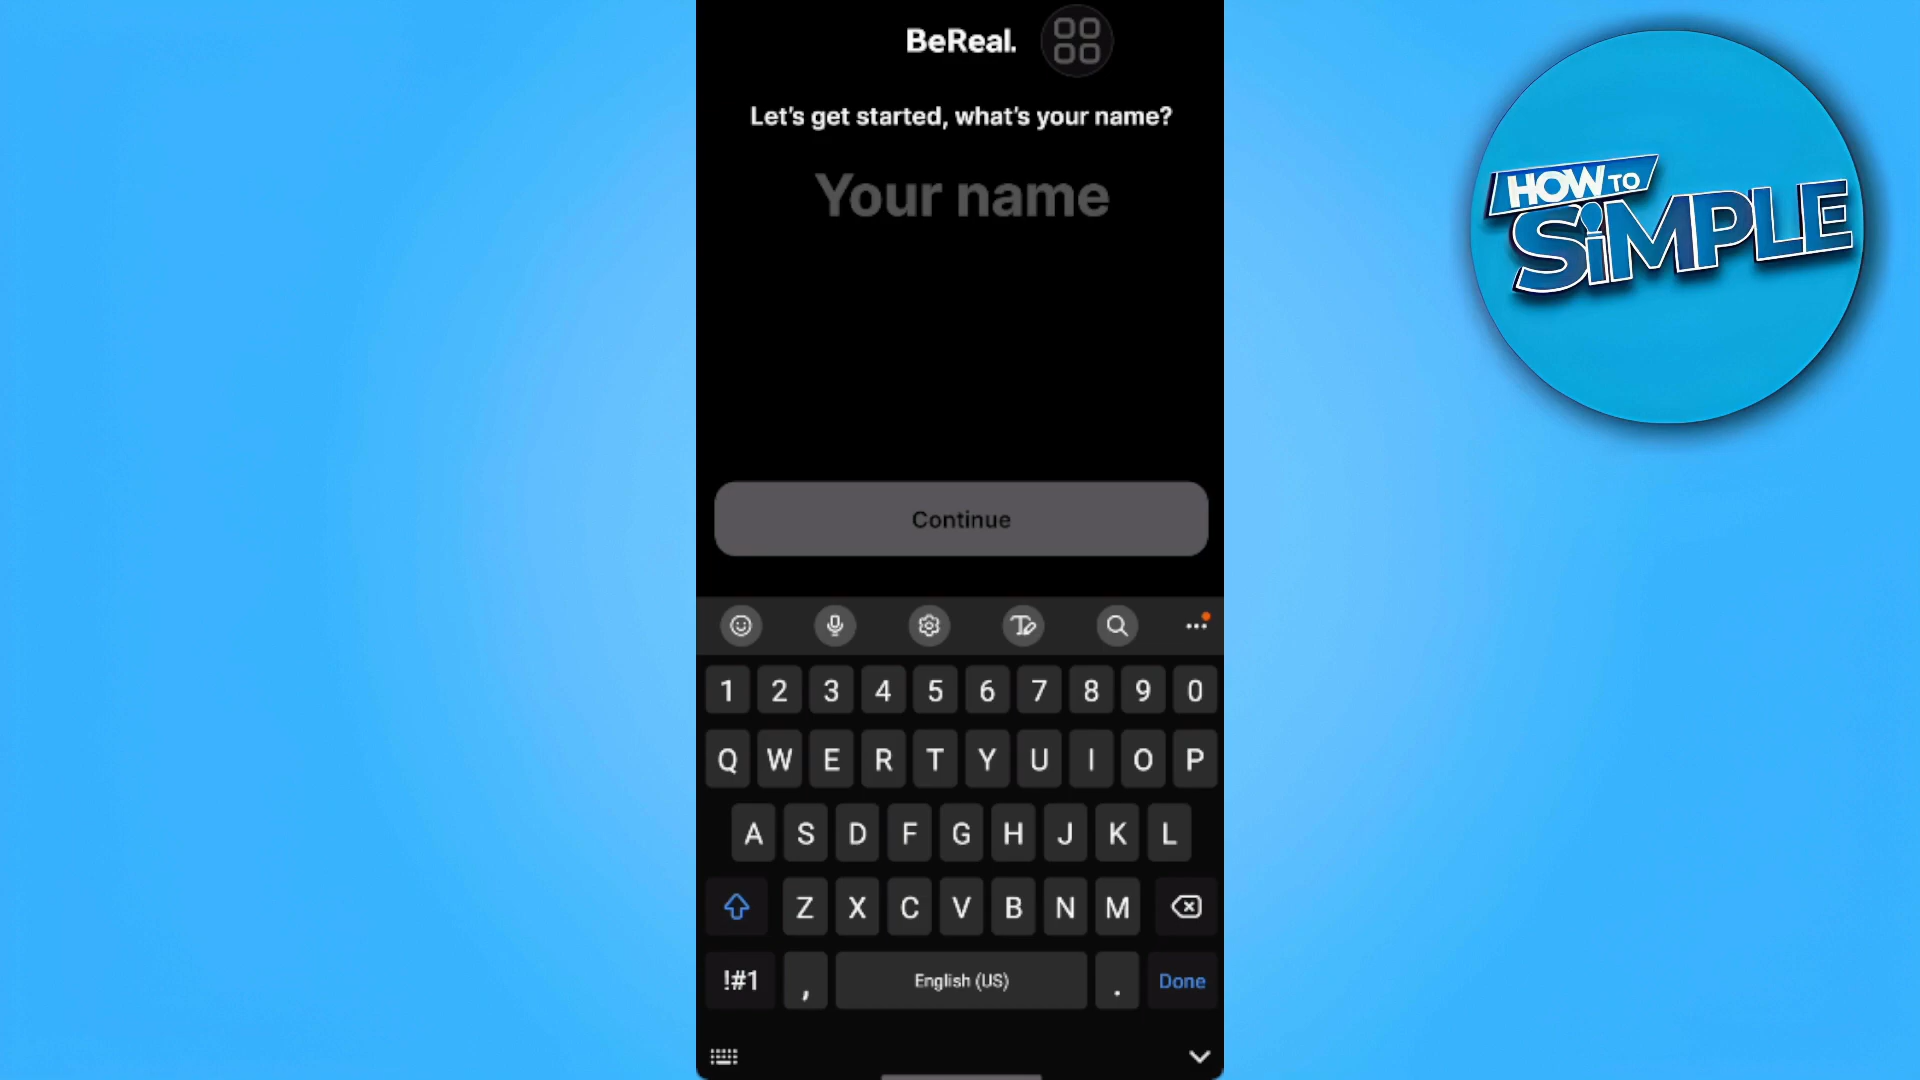 BeReal.
Let's get started, what's your name?
Your name
Continue
1 2 3 4 5 6 7 8 9 0
Q W E R T Y U I O P
A S D F G H J K L
Z X C V B N M
!#1 , English (US) . Done
HOW TO
SiMPLE